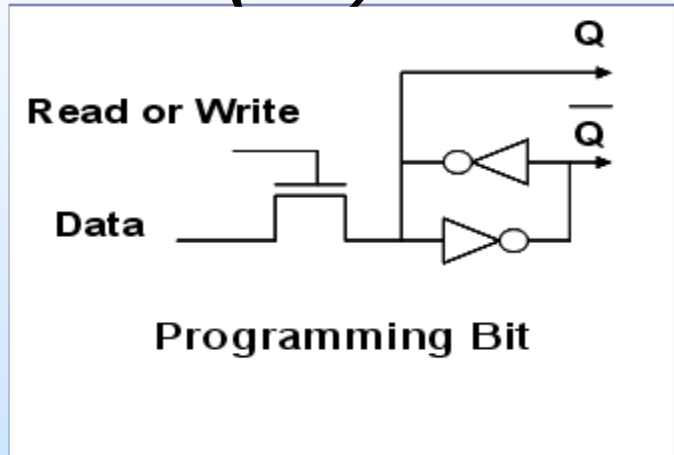 Q
Read or Write
Q̅
Data
Programming Bit